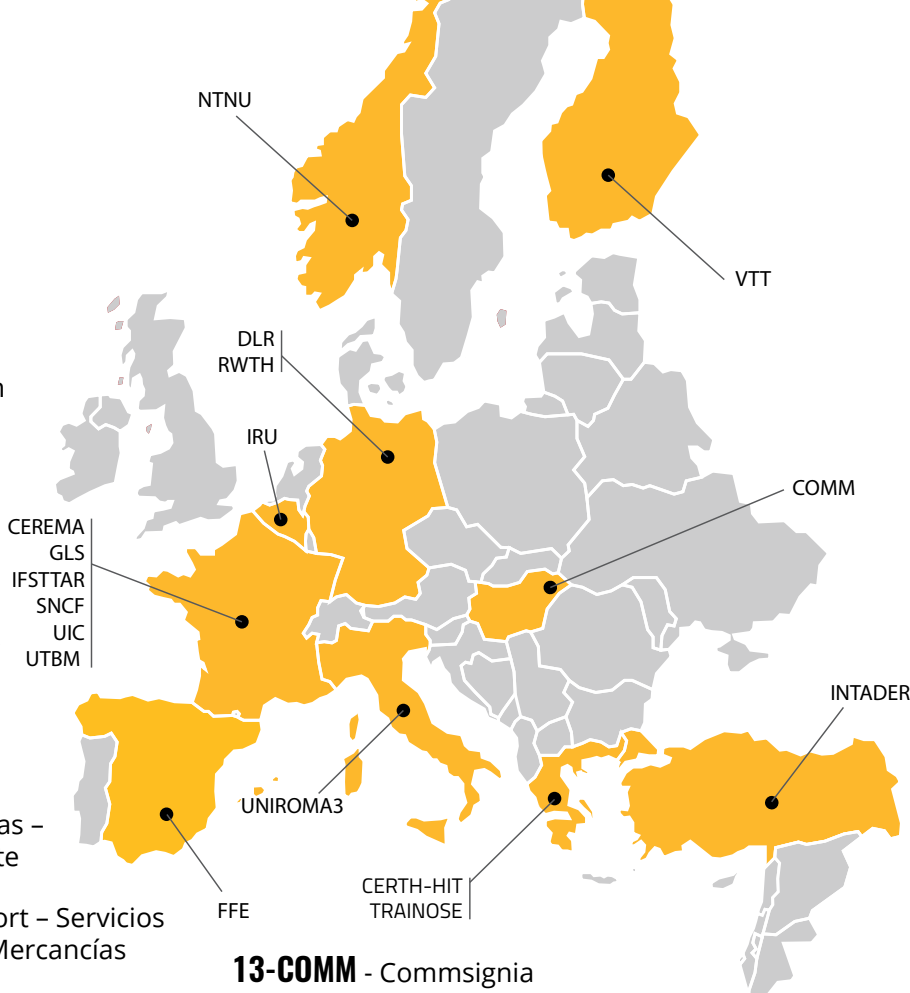 NTNU
VTT
DLR
RWTH
n
IRU
COMM
CEREMA
GLS
IFSTTAR
SNCF
UIC
UTBM
INTADER
UNIROMA3
as –
te
CERTH-HIT
TRAINOSE
FFE
ort – Servicios
Mercancías
13-COMM - Commsignia